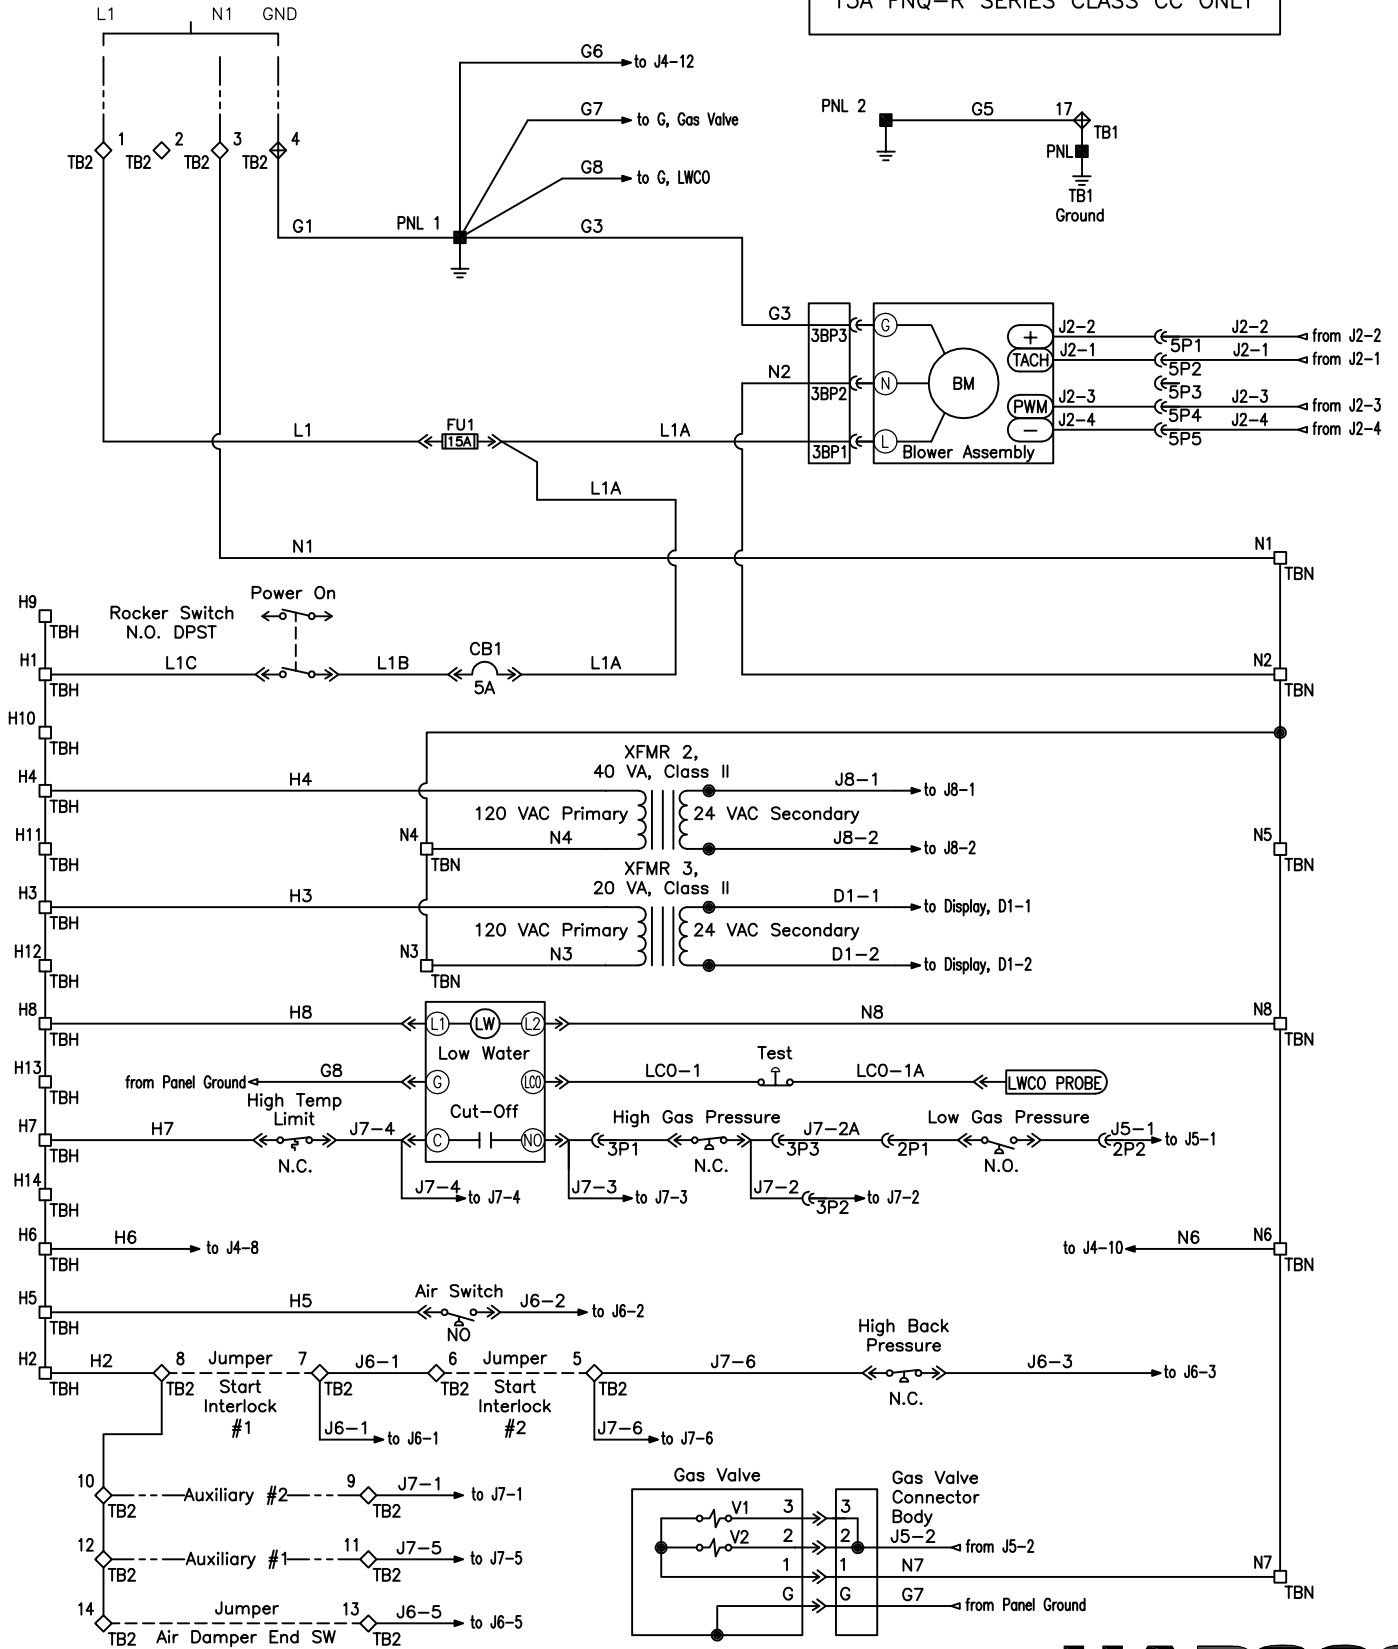 15A FNQ-R SERIES CLASS CC ONLY
L1 N1 GND
G6 to J4-12
G7 to G, Gas Valve
G8 to G, LWCO
PNL 2 G5 17 TB1
PNL
TB1
Ground
1 2 3 4
TB2 TB2 TB2 TB2
G1 PNL 1 G3
G3 3BP3 G
N2 3BP2 N BM
L1 FU1 15A L1A 3BP1 L
Blower Assembly
+ J2-2 5P1 J2-2 from J2-2
TACH J2-1 5P2 J2-1 from J2-1
5P3
PWM J2-3 5P4 J2-3 from J2-3
- J2-4 5P5 J2-4 from J2-4
L1A
N1 N1 TBN
H9 TBH
Rocker Switch
N.O. DPST
Power On
H1 TBH L1C L1B CB1 5A L1A N2 TBN
H10 TBH
XFMR 2,
40 VA, Class II
H4 TBH H4 J8-1 to J8-1
120 VAC Primary 24 VAC Secondary
H11 TBH N4 TBN N4 J8-2 to J8-2 N5 TBN
XFMR 3,
20 VA, Class II
H3 TBH H3 D1-1 to Display, D1-1
120 VAC Primary 24 VAC Secondary
H12 TBH N3 TBN N3 D1-2 to Display, D1-2
H8 TBH H8 L1 LW L2 N8 N8 TBN
Low Water
H13 TBH from Panel Ground G8 G LCO LCO-1 Test LCO-1A LWCO PROBE
Cut-Off
High Temp
Limit
High Gas Pressure Low Gas Pressure
H7 TBH H7 N.C. J7-4 C NO 3P1 N.C. J7-2A 3P3 2P1 N.O. J5-1 2P2 to J5-1
H14 TBH J7-4 to J7-4 J7-3 to J7-3 J7-2 3P2 to J7-2
H6 TBH H6 to J4-8 to J4-10 N6 N6 TBN
Air Switch
H5 TBH H5 NO J6-2 to J6-2
High Back
Pressure
H2 TBH H2 8 TB2 Jumper 7 TB2 J6-1 6 TB2 Jumper 5 TB2 J7-6 N.C. J6-3 to J6-3
Start
Interlock
#1
Start
Interlock
#2
J6-1 to J6-1 J7-6 to J7-6
10 TB2 Auxiliary #2 9 TB2 J7-1 to J7-1
12 TB2 Auxiliary #1 11 TB2 J7-5 to J7-5
14 TB2 Jumper 13 TB2 J6-5 to J6-5
Air Damper End SW
Gas Valve
Gas Valve
Connector
Body
V1 3 3
V2 2 2 J5-2 from J5-2
1 1 N7 N7 TBN
G G G7 from Panel Ground